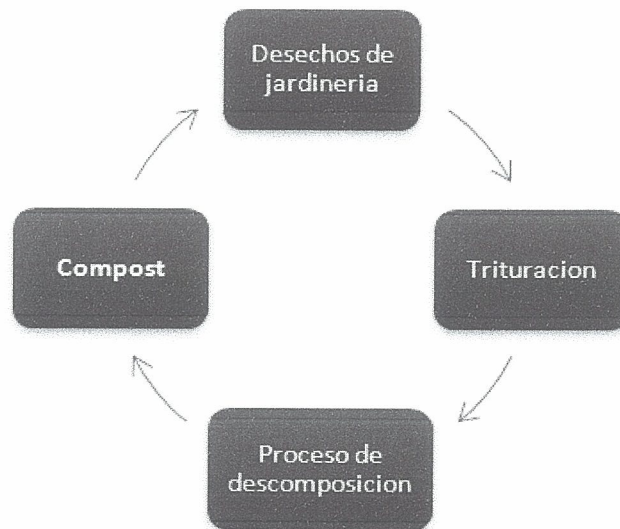 Desechos de
jardineria
Trituracion
Proceso de
descomposicion
Compost